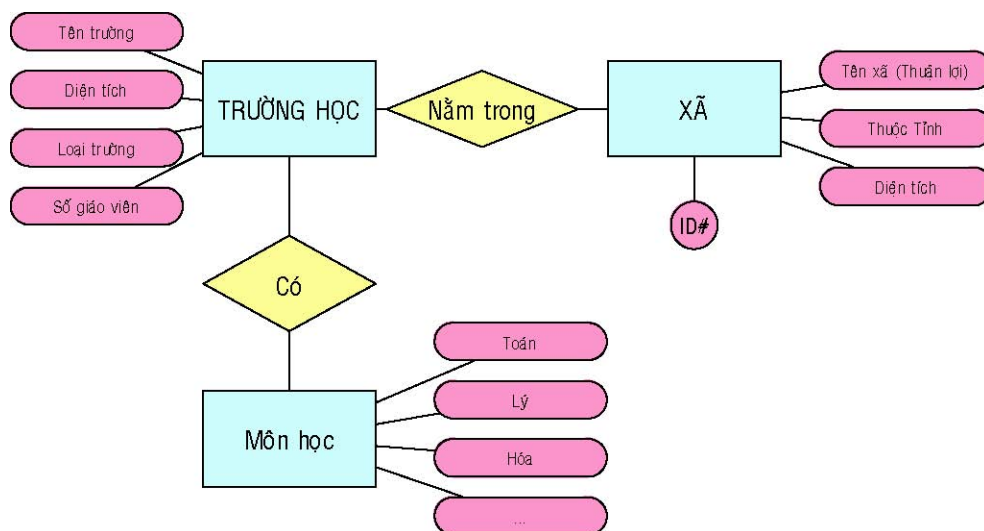 Tên trường
Diện tích
Loại trường
Số giáo viên
TRƯỜNG HỌC
Nằm trong
XÃ
Tên xã (Thuận lợi)
Thuộc Tỉnh
Diện tích
ID#
Có
Môn học
Toán
Lý
Hóa
...